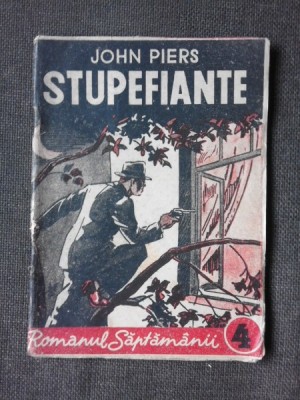 JOHN PIERS
STUPEFIANTE
Romanul Săptămânii 4